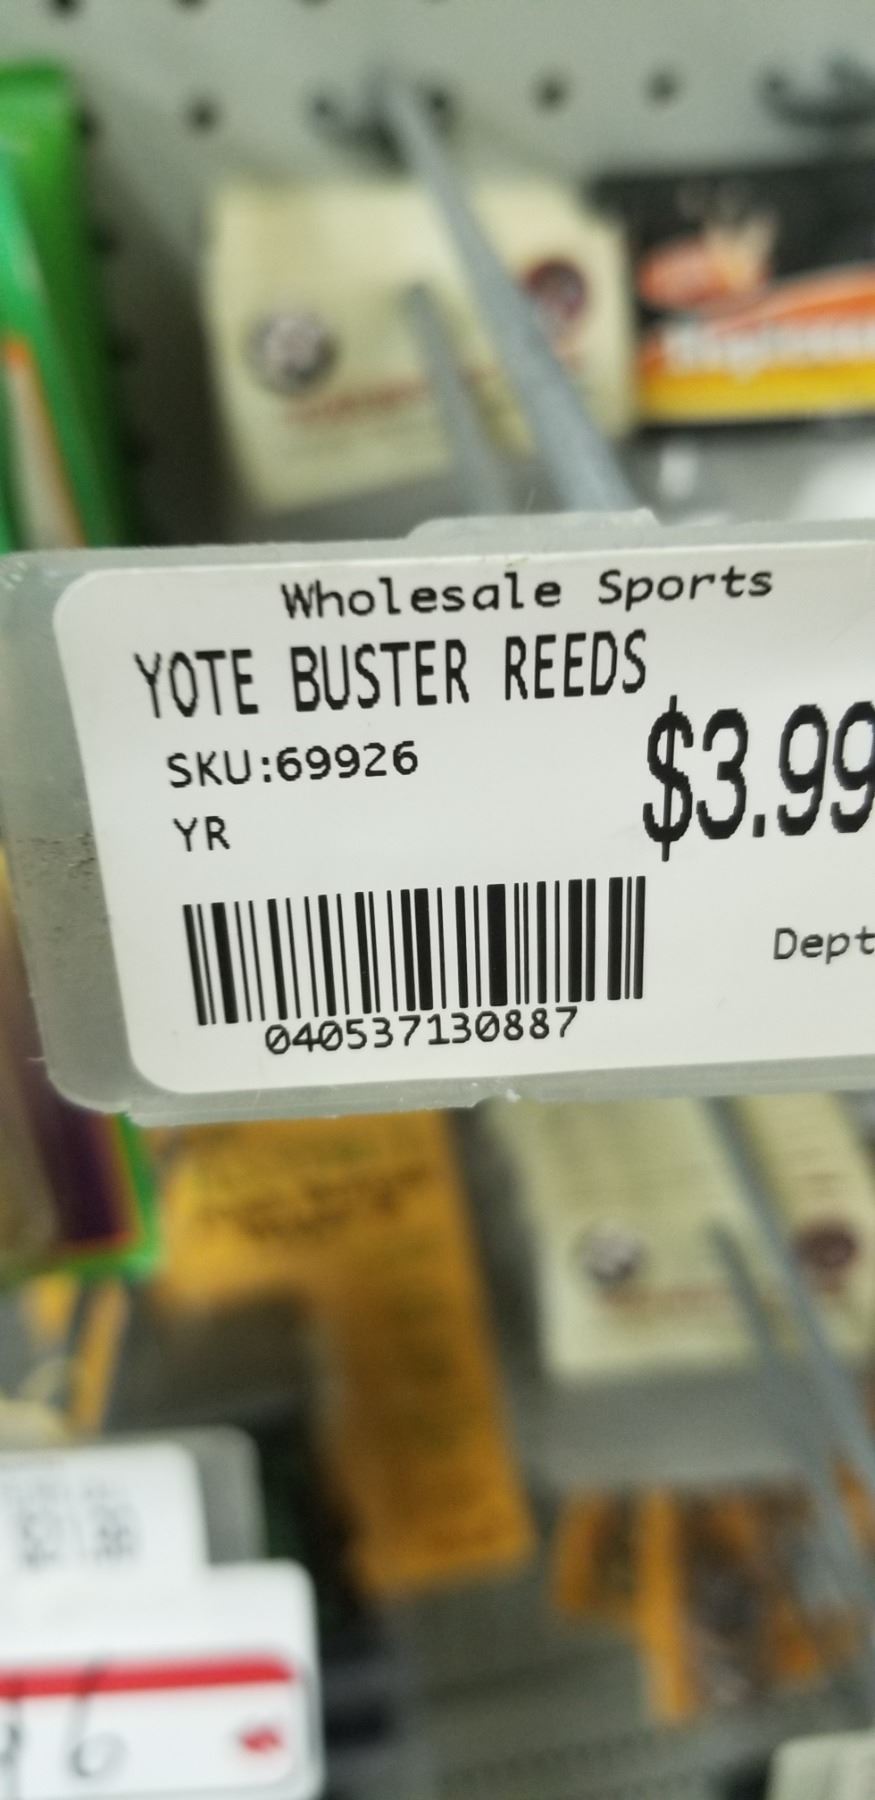 Wholesale Sports
YOTE BUSTER REEDS
SKU:69926
$3.99
YR
Dept
040537130887